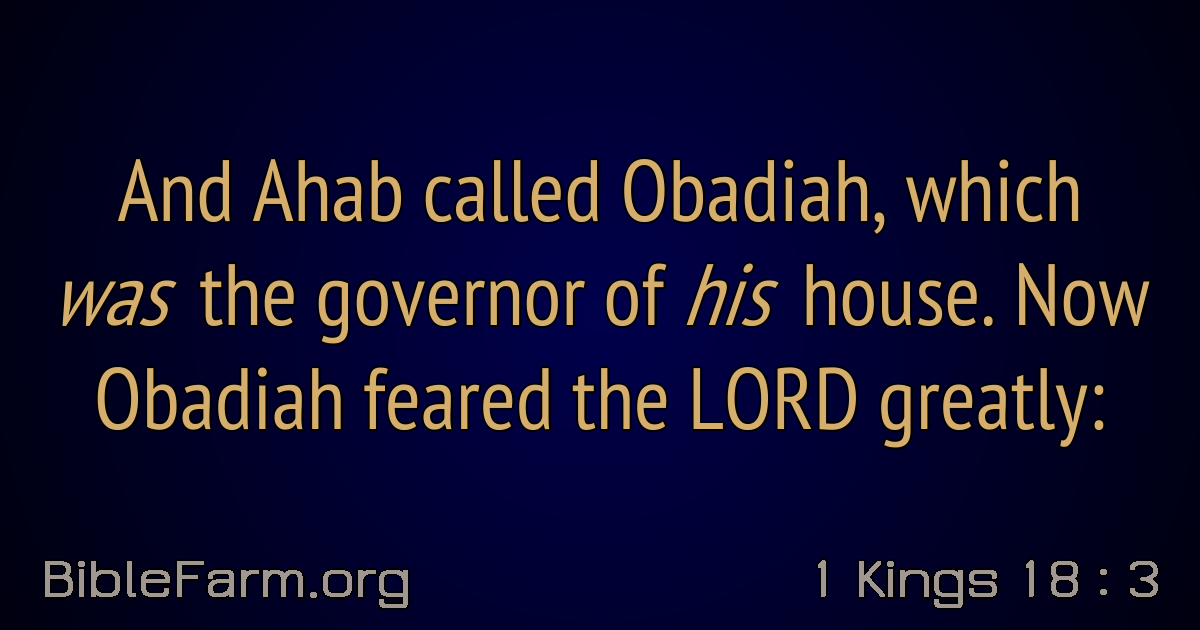 And Ahab called Obadiah, which
was the governor of his house. Now
Obadiah feared the LORD greatly:
BibleFarm.org
1 Kings 18 : 3